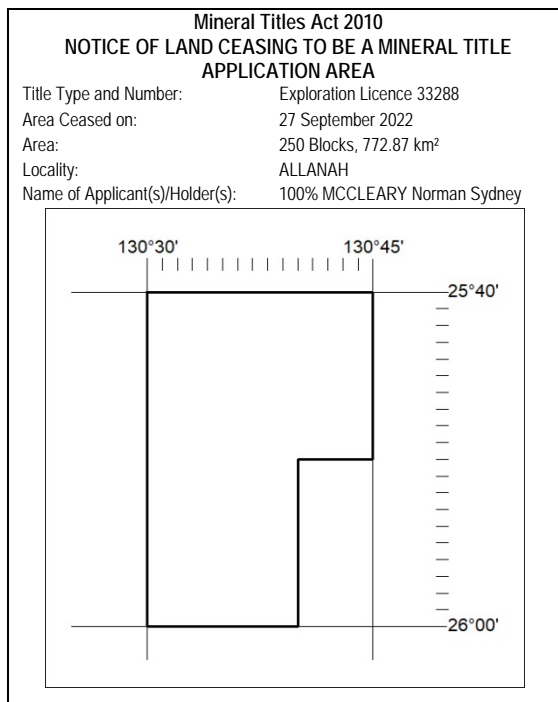 Mineral Titles Act 2010
NOTICE OF LAND CEASING TO BE A MINERAL TITLE
APPLICATION AREA
Title Type and Number: Exploration Licence 33288
Area Ceased on: 27 September 2022
Area: 250 Blocks, 772.87 km²
Locality: ALLANAH
Name of Applicant(s)/Holder(s): 100% MCCLEARY Norman Sydney
130°30' 130°45'
25°40'
26°00'